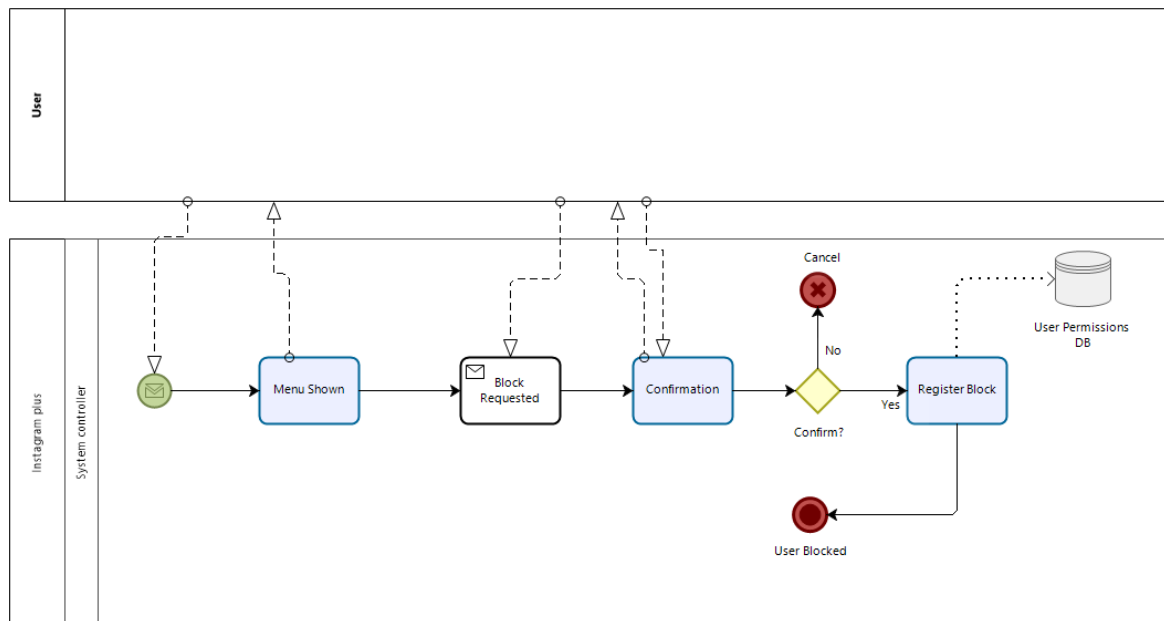 User
Instagram plus
System controller
Menu Shown
Block
Requested
Confirmation
Cancel
No
Confirm?
Yes
Register Block
User Permissions
DB
User Blocked